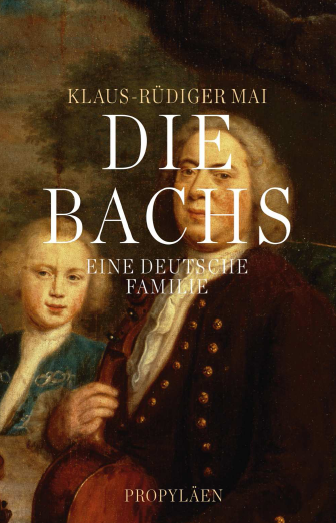 KLAUS-RÜDIGER MAI
DIE
BACHS
EINE DEUTSCHE
FAMILIE
PROPYLÄEN